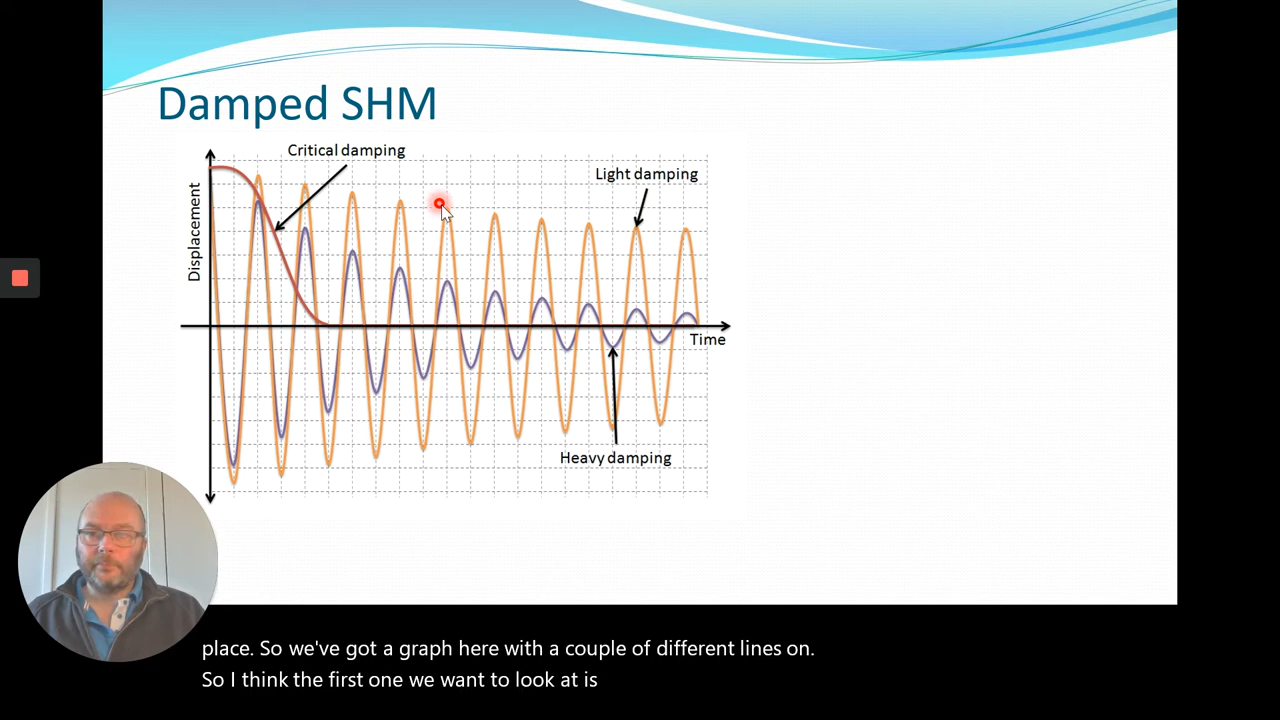 Damped SHM
Critical damping
Light damping
Displacement
Time
Heavy damping
place. So we've got a graph here with a couple of different lines on.
So I think the first one we want to look at is